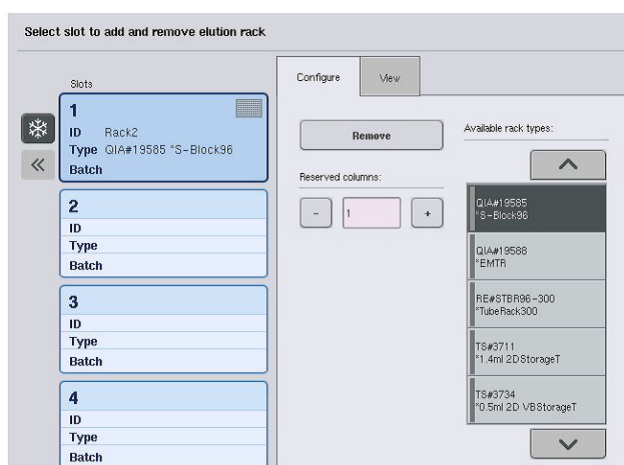 Select slot to add and remove elution rack
Slots
1
ID Rack2
Type QIA#19585 *S-Block96
Batch
2
ID
Type
Batch
3
ID
Type
Batch
4
ID
Type
Batch
Configure View
Remove
Reserved columns:
- 1 +
Available rack types:
QIA#19585
*S-Block96
QIA#19588
*EMTR
RE#STBR96-300
*TubeRack300
TS#3711
*1.4ml 2DStorageT
TS#3734
*0.5ml 2D VBStorageT